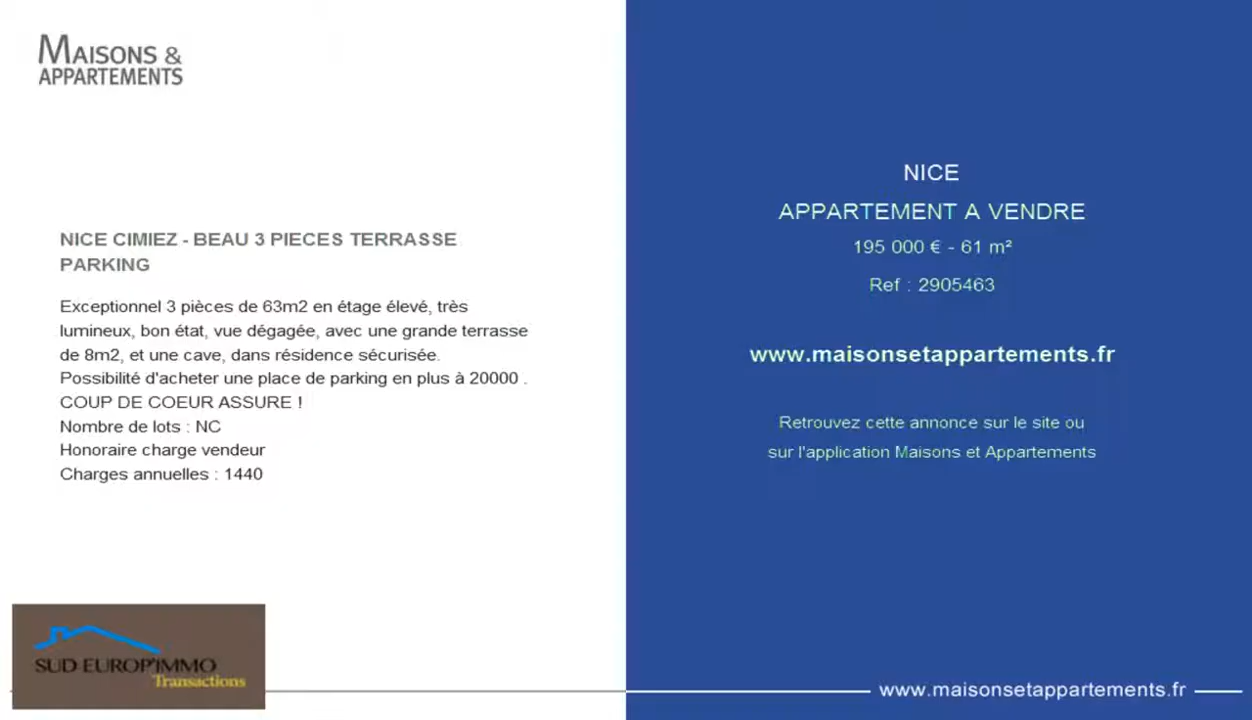 MAISONS &
APPARTEMENTS
NICE CIMIEZ - BEAU 3 PIECES TERRASSE
PARKING
Exceptionnel 3 pièces de 63m2 en étage élevé, très
lumineux, bon état, vue dégagée, avec une grande terrasse
de 8m2, et une cave, dans résidence sécurisée.
Possibilité d'acheter une place de parking en plus à 20000 .
COUP DE COEUR ASSURE !
Nombre de lots : NC
Honoraire charge vendeur
Charges annuelles : 1440
SUD EUROP'IMMO
Transactions
NICE
APPARTEMENT A VENDRE
195 000 € - 61 m²
Ref : 2905463
www.maisonsetappartements.fr
Retrouvez cette annonce sur le site ou
sur l'application Maisons et Appartements
www.maisonsetappartements.fr